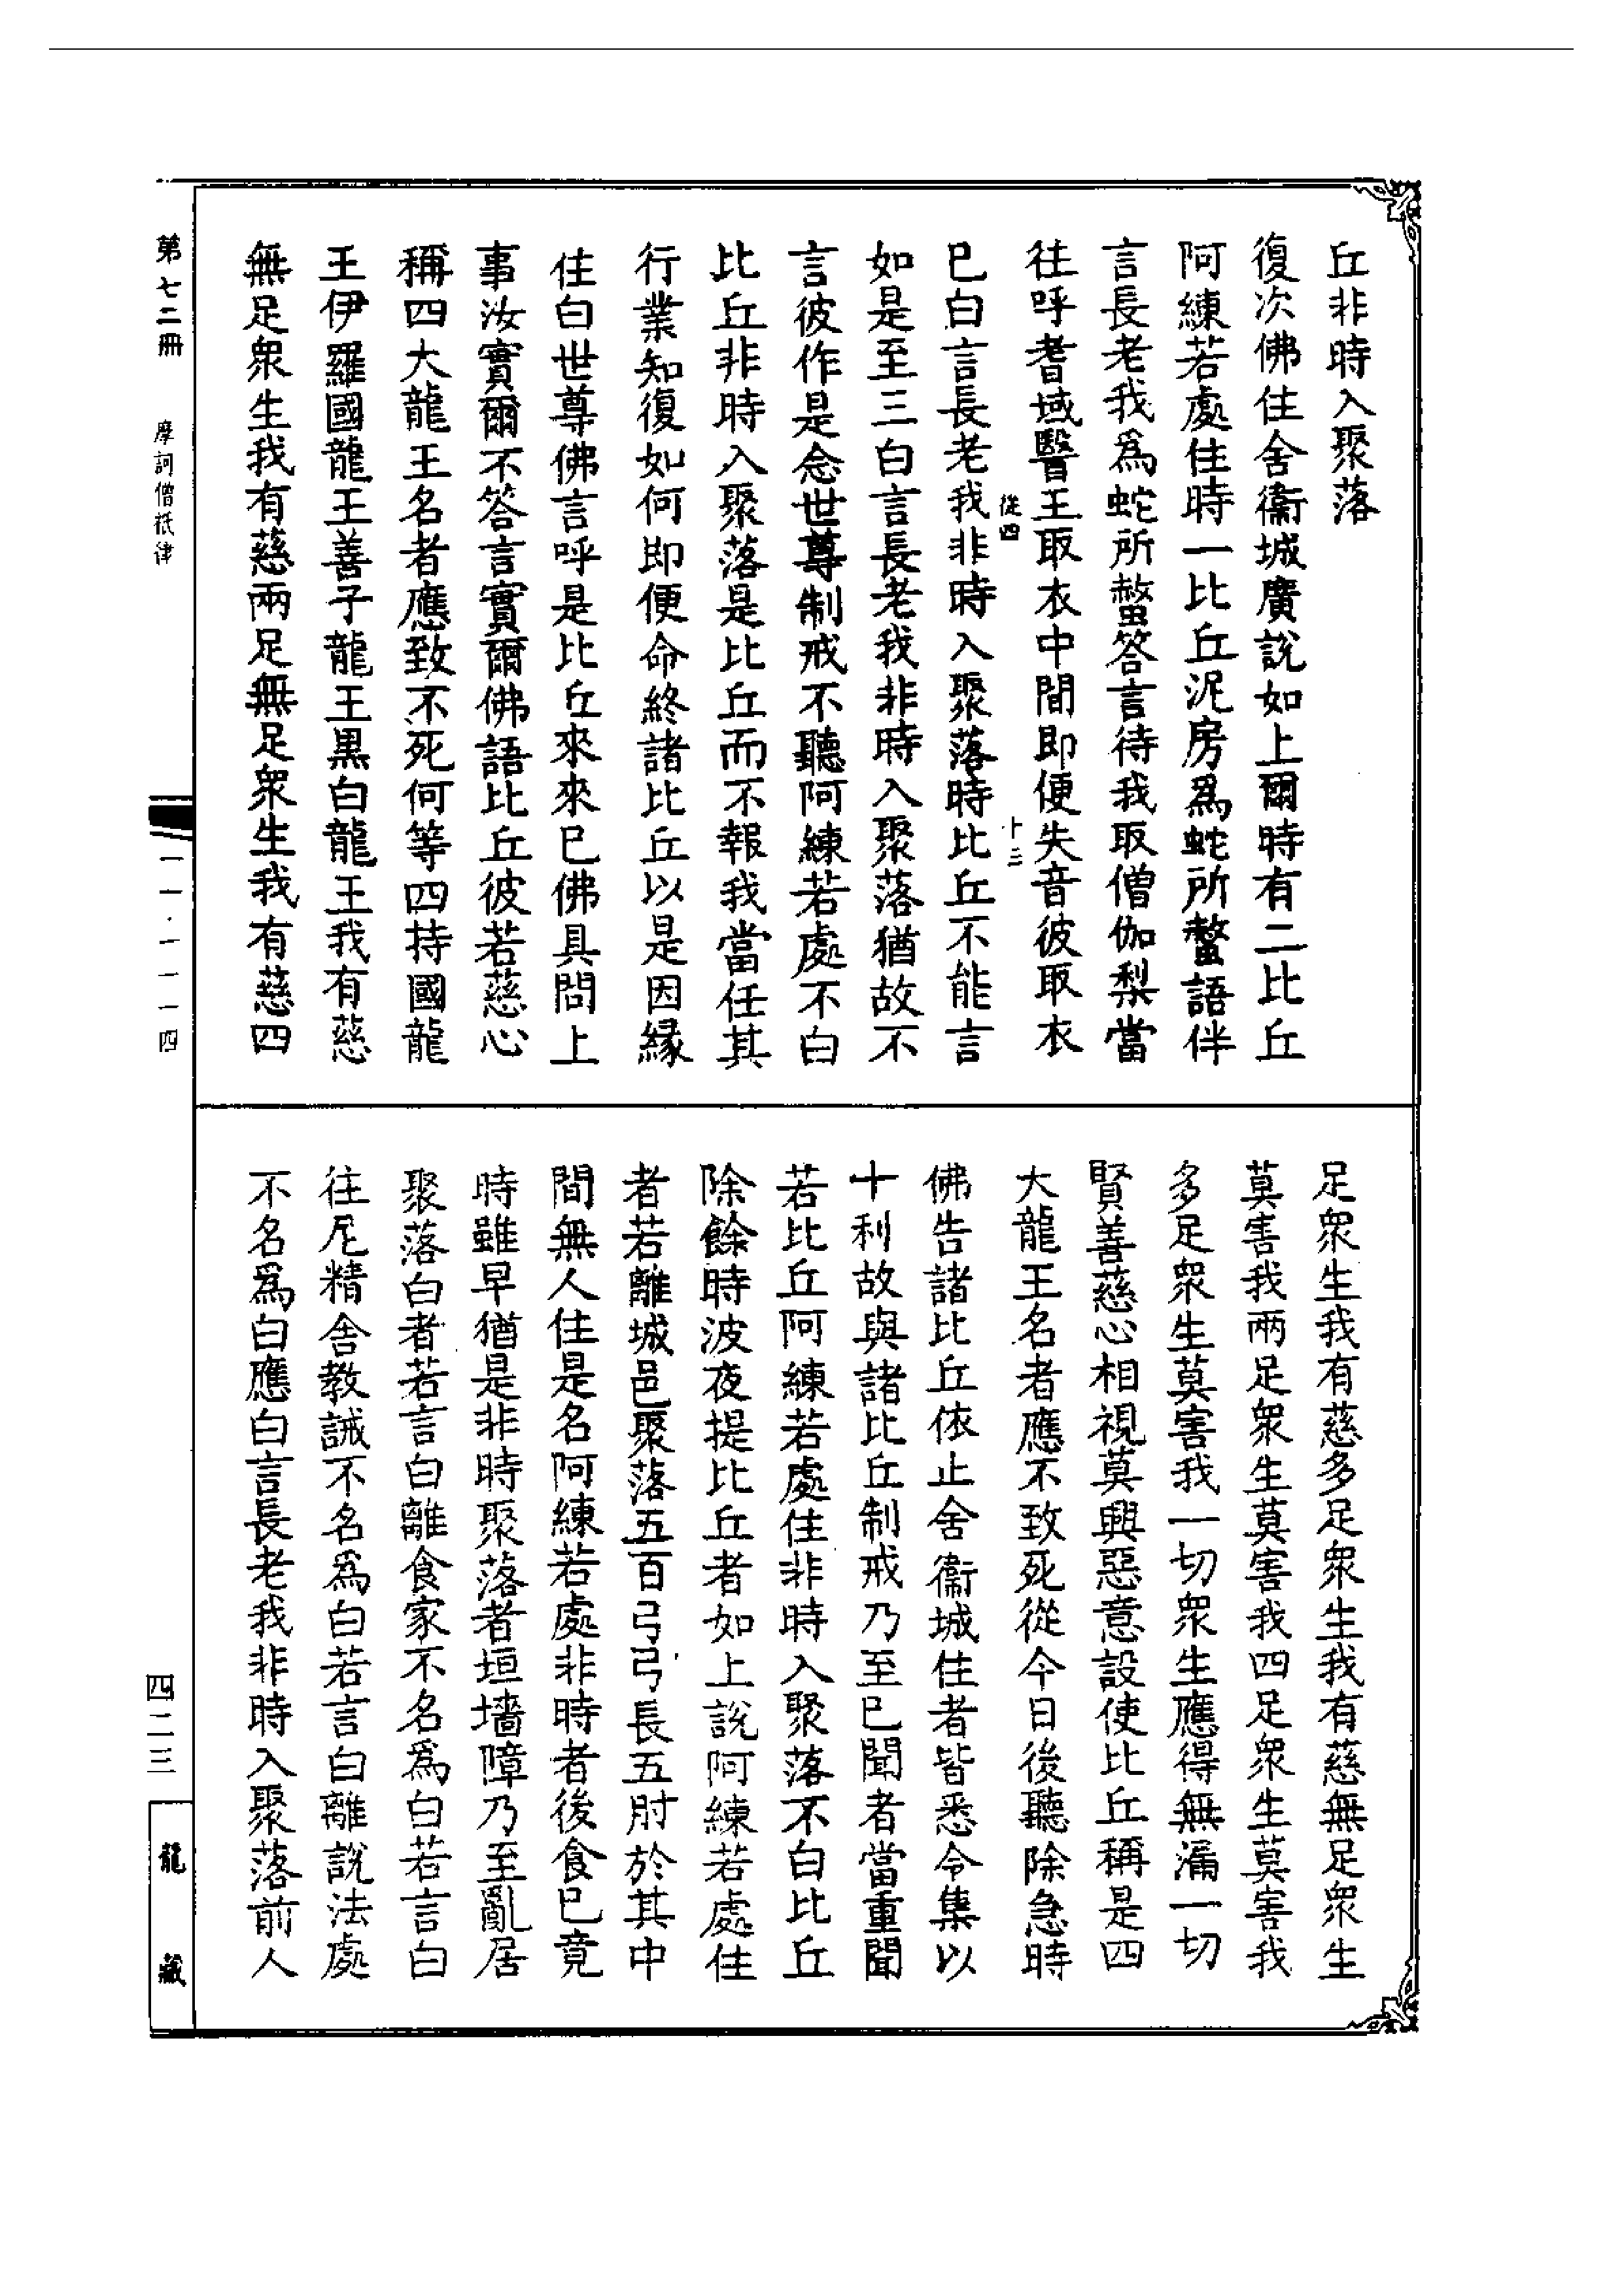 丘非時入聚落
復次佛住舍衞城廣說如上爾時有二比丘
阿練若處住時一比丘泥房爲蛇所螫語伴
言長老我爲蛇所螫答言待我取僧伽梨當
往呼耆域醫王取衣中間即便失音彼取衣
從四
十三
已白言長老我非時入聚落時比丘不能言
如是至三白言長老我非時入聚落猶故不
言彼作是念世尊制戒不聽阿練若處不白
比丘非時入聚落是比丘而不報我當任其
行業知復如何即便命終諸比丘以是因緣
往白世尊佛言呼是比丘來來已佛具問上
事汝實爾不答言實爾佛語比丘彼若慈心
稱四大龍王名者應致不死何等四持國龍
王伊羅國龍王善子龍王黒白龍王我有慈
無足衆生我有慈兩足無足衆生我有慈四
足衆生我有慈多足衆生我有慈無足衆生
莫害我兩足衆生莫害我四足衆生莫害我
多足衆生莫害我一切衆生應得無漏一切
賢善慈心相視莫興惡意設使比丘稱是四
大龍王名者應不致死從今日後聽除急時
佛告諸比丘依止舍衞城住者皆悉令集以
十利故與諸比丘制戒乃至已聞者當重聞
若比丘阿練若處住非時入聚落不白比丘
除餘時波夜提比丘者如上說阿練若處住
者若離城邑聚落五百弓弓長五肘於其中
間無人住是名阿練若處非時者後食已竟
時雖早猶是非時聚落者垣墻障乃至亂居
聚落白者若言白離食家不名爲白若言白
往尼精舍教誡不名爲白若言白離說法處
不名爲白應白言長老我非時入聚落前人
第七二冊
摩訶僧祇律
一一·一一一四
四二三
龍藏